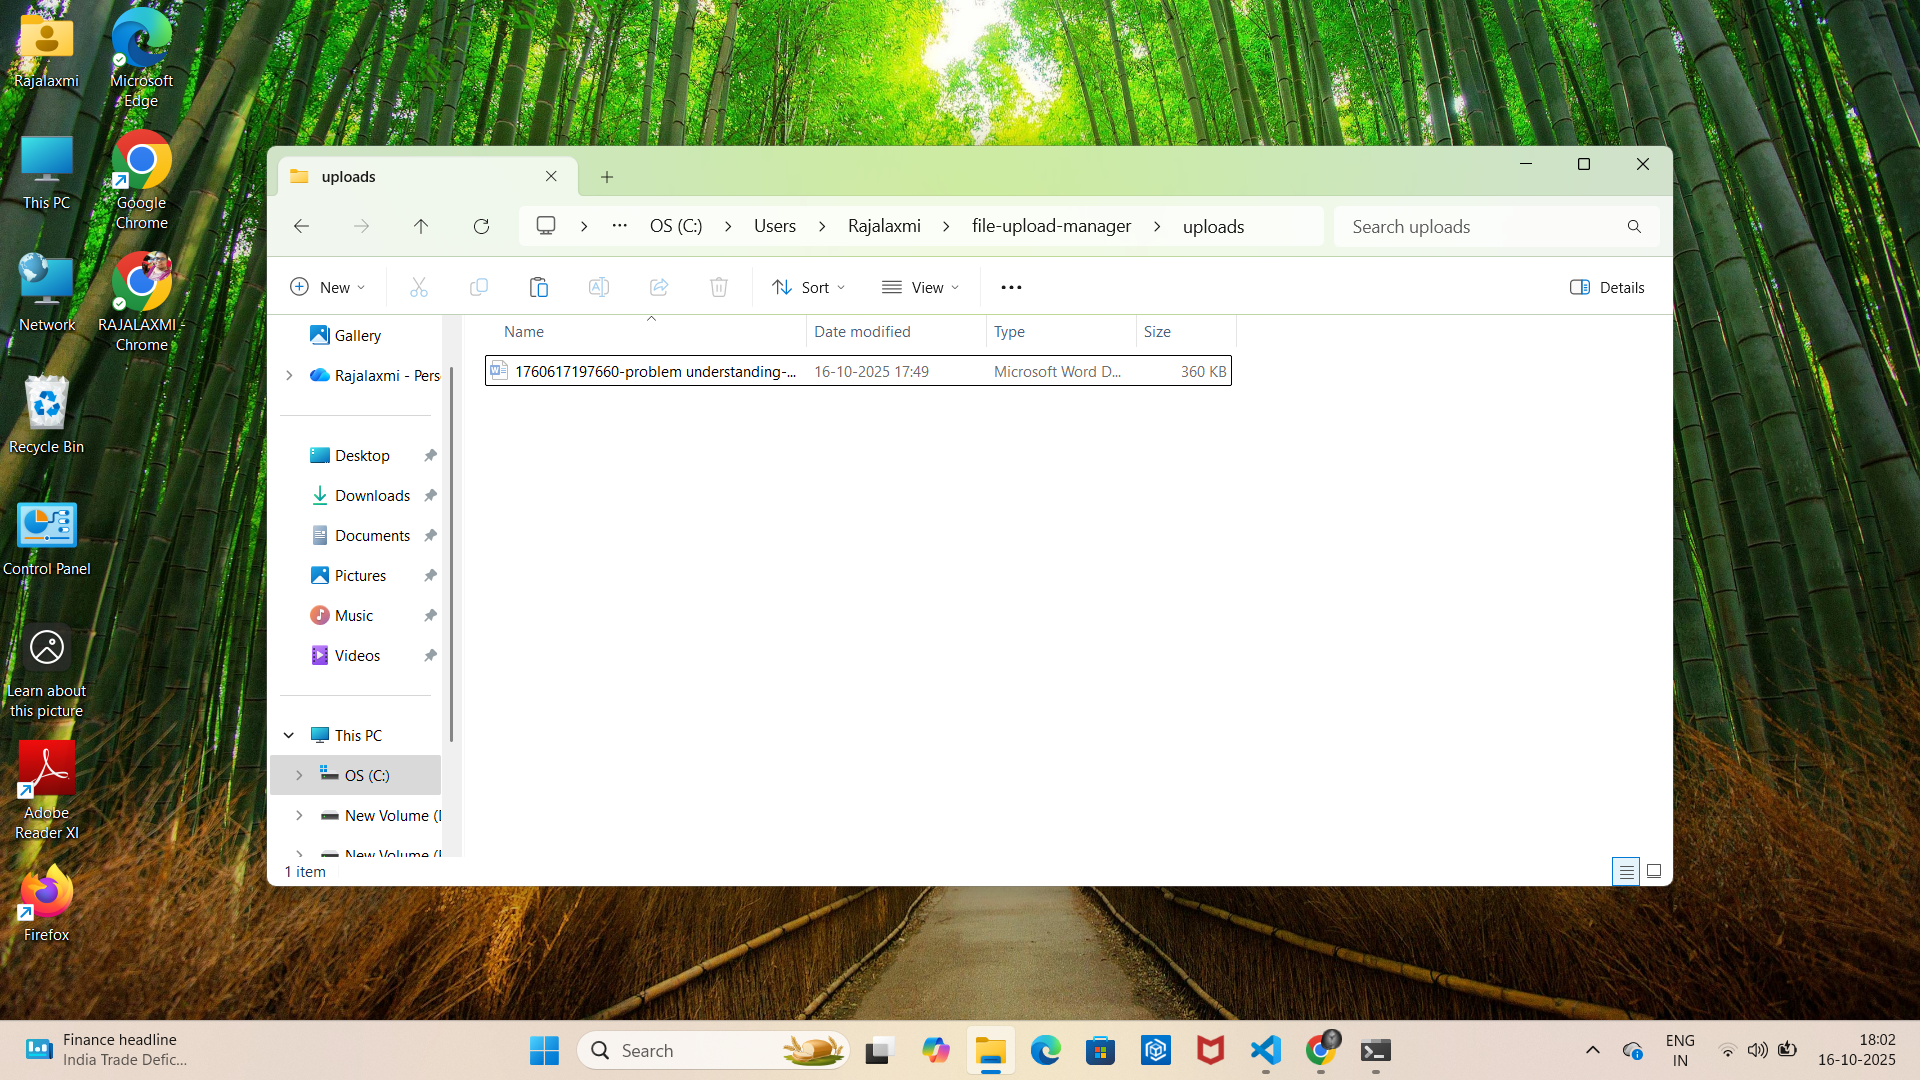 Rajalaxmi
Microsoft
Edge
This PC
Google
Chrome
Network
RAJALAXMI -
Chrome
Recycle Bin
Control Panel
Learn about
this picture
Adobe
Reader XI
Firefox
uploads
OS (C:)
Users
Rajalaxmi
file-upload-manager
uploads
Search uploads
New
Sort
View
Details
Gallery
Rajalaxmi - Pers
Desktop
Downloads
Documents
Pictures
Music
Videos
This PC
OS (C:)
New Volume (
New Volume (
Name
Date modified
Type
Size
1760617197660-problem understanding-...
16-10-2025 17:49
Microsoft Word D...
360 KB
1 item
Finance headline
India Trade Defic...
Search
ENG
IN
18:02
16-10-2025